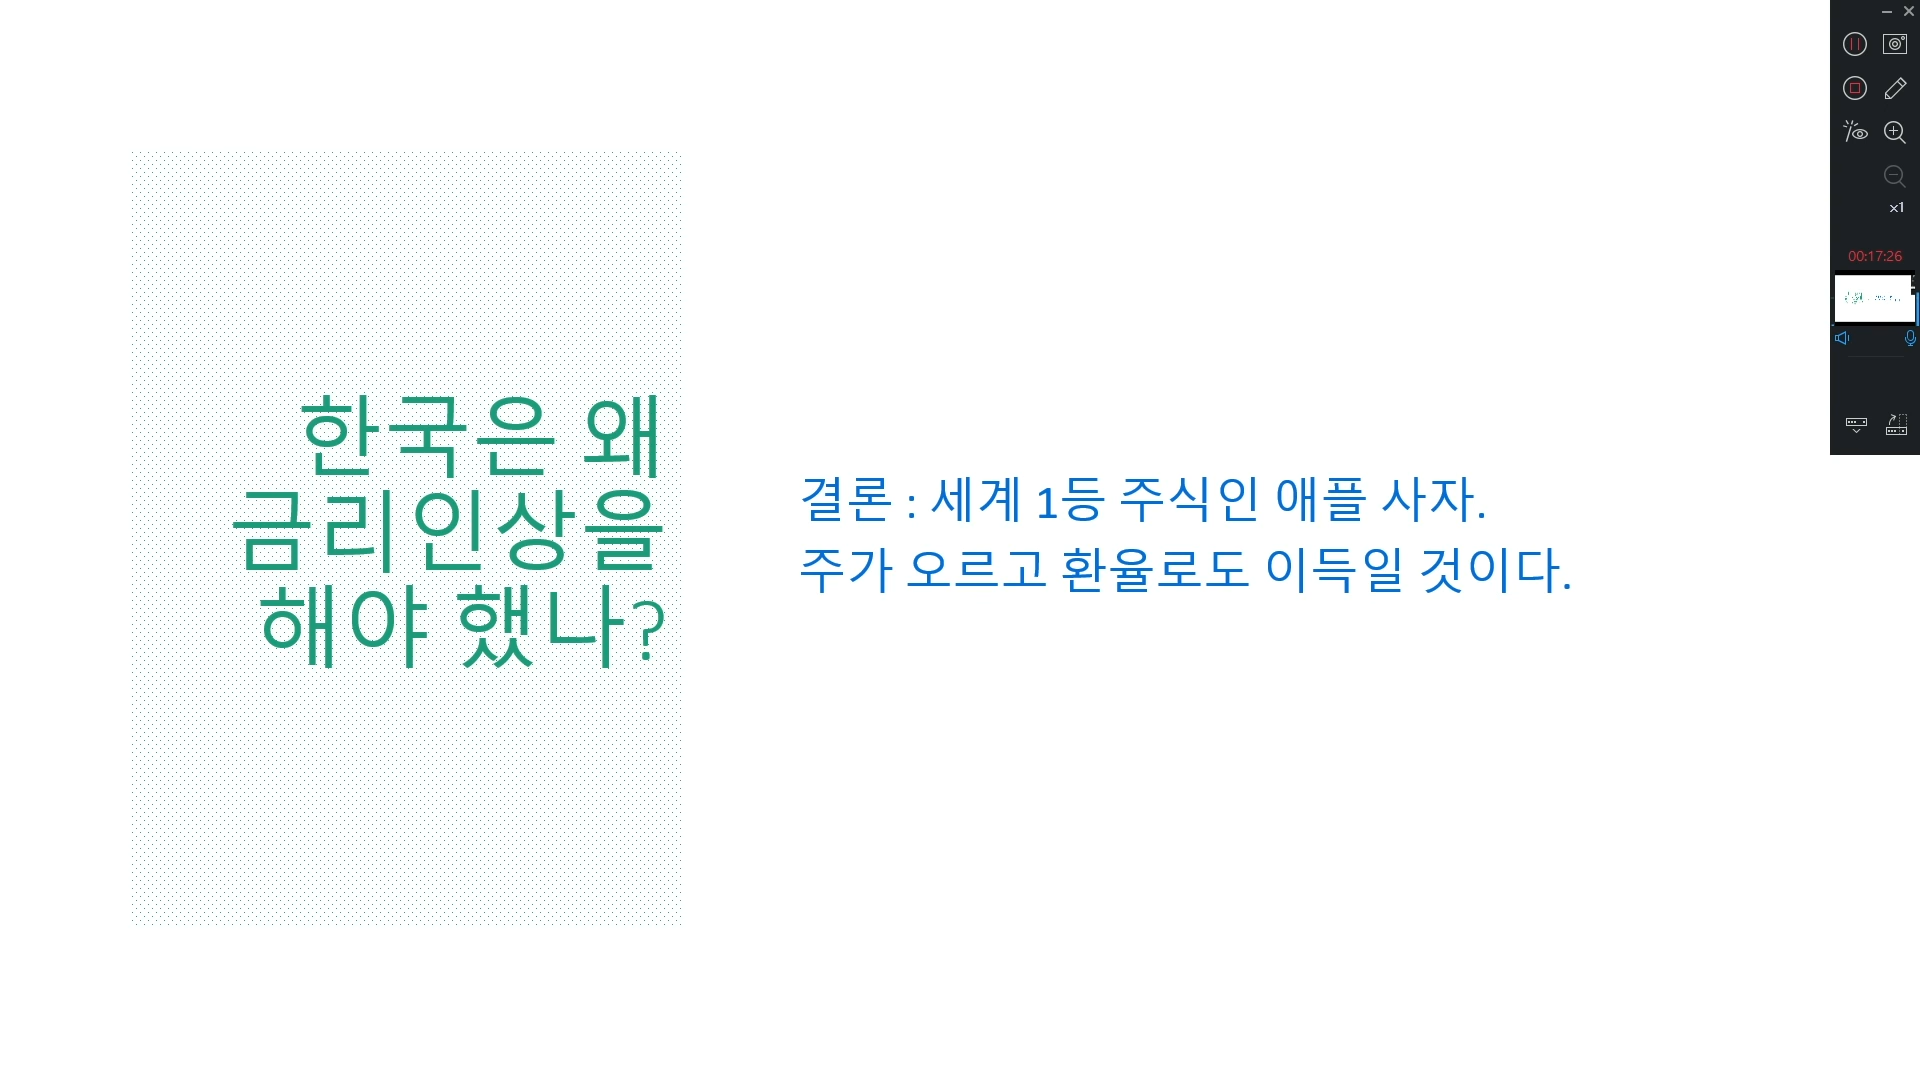 한국은 왜
금리인상을
해야 했나?
결론 : 세계 1등 주식인 애플 사자.
주가 오르고 환율로도 이득일 것이다.
x1
00:17:26